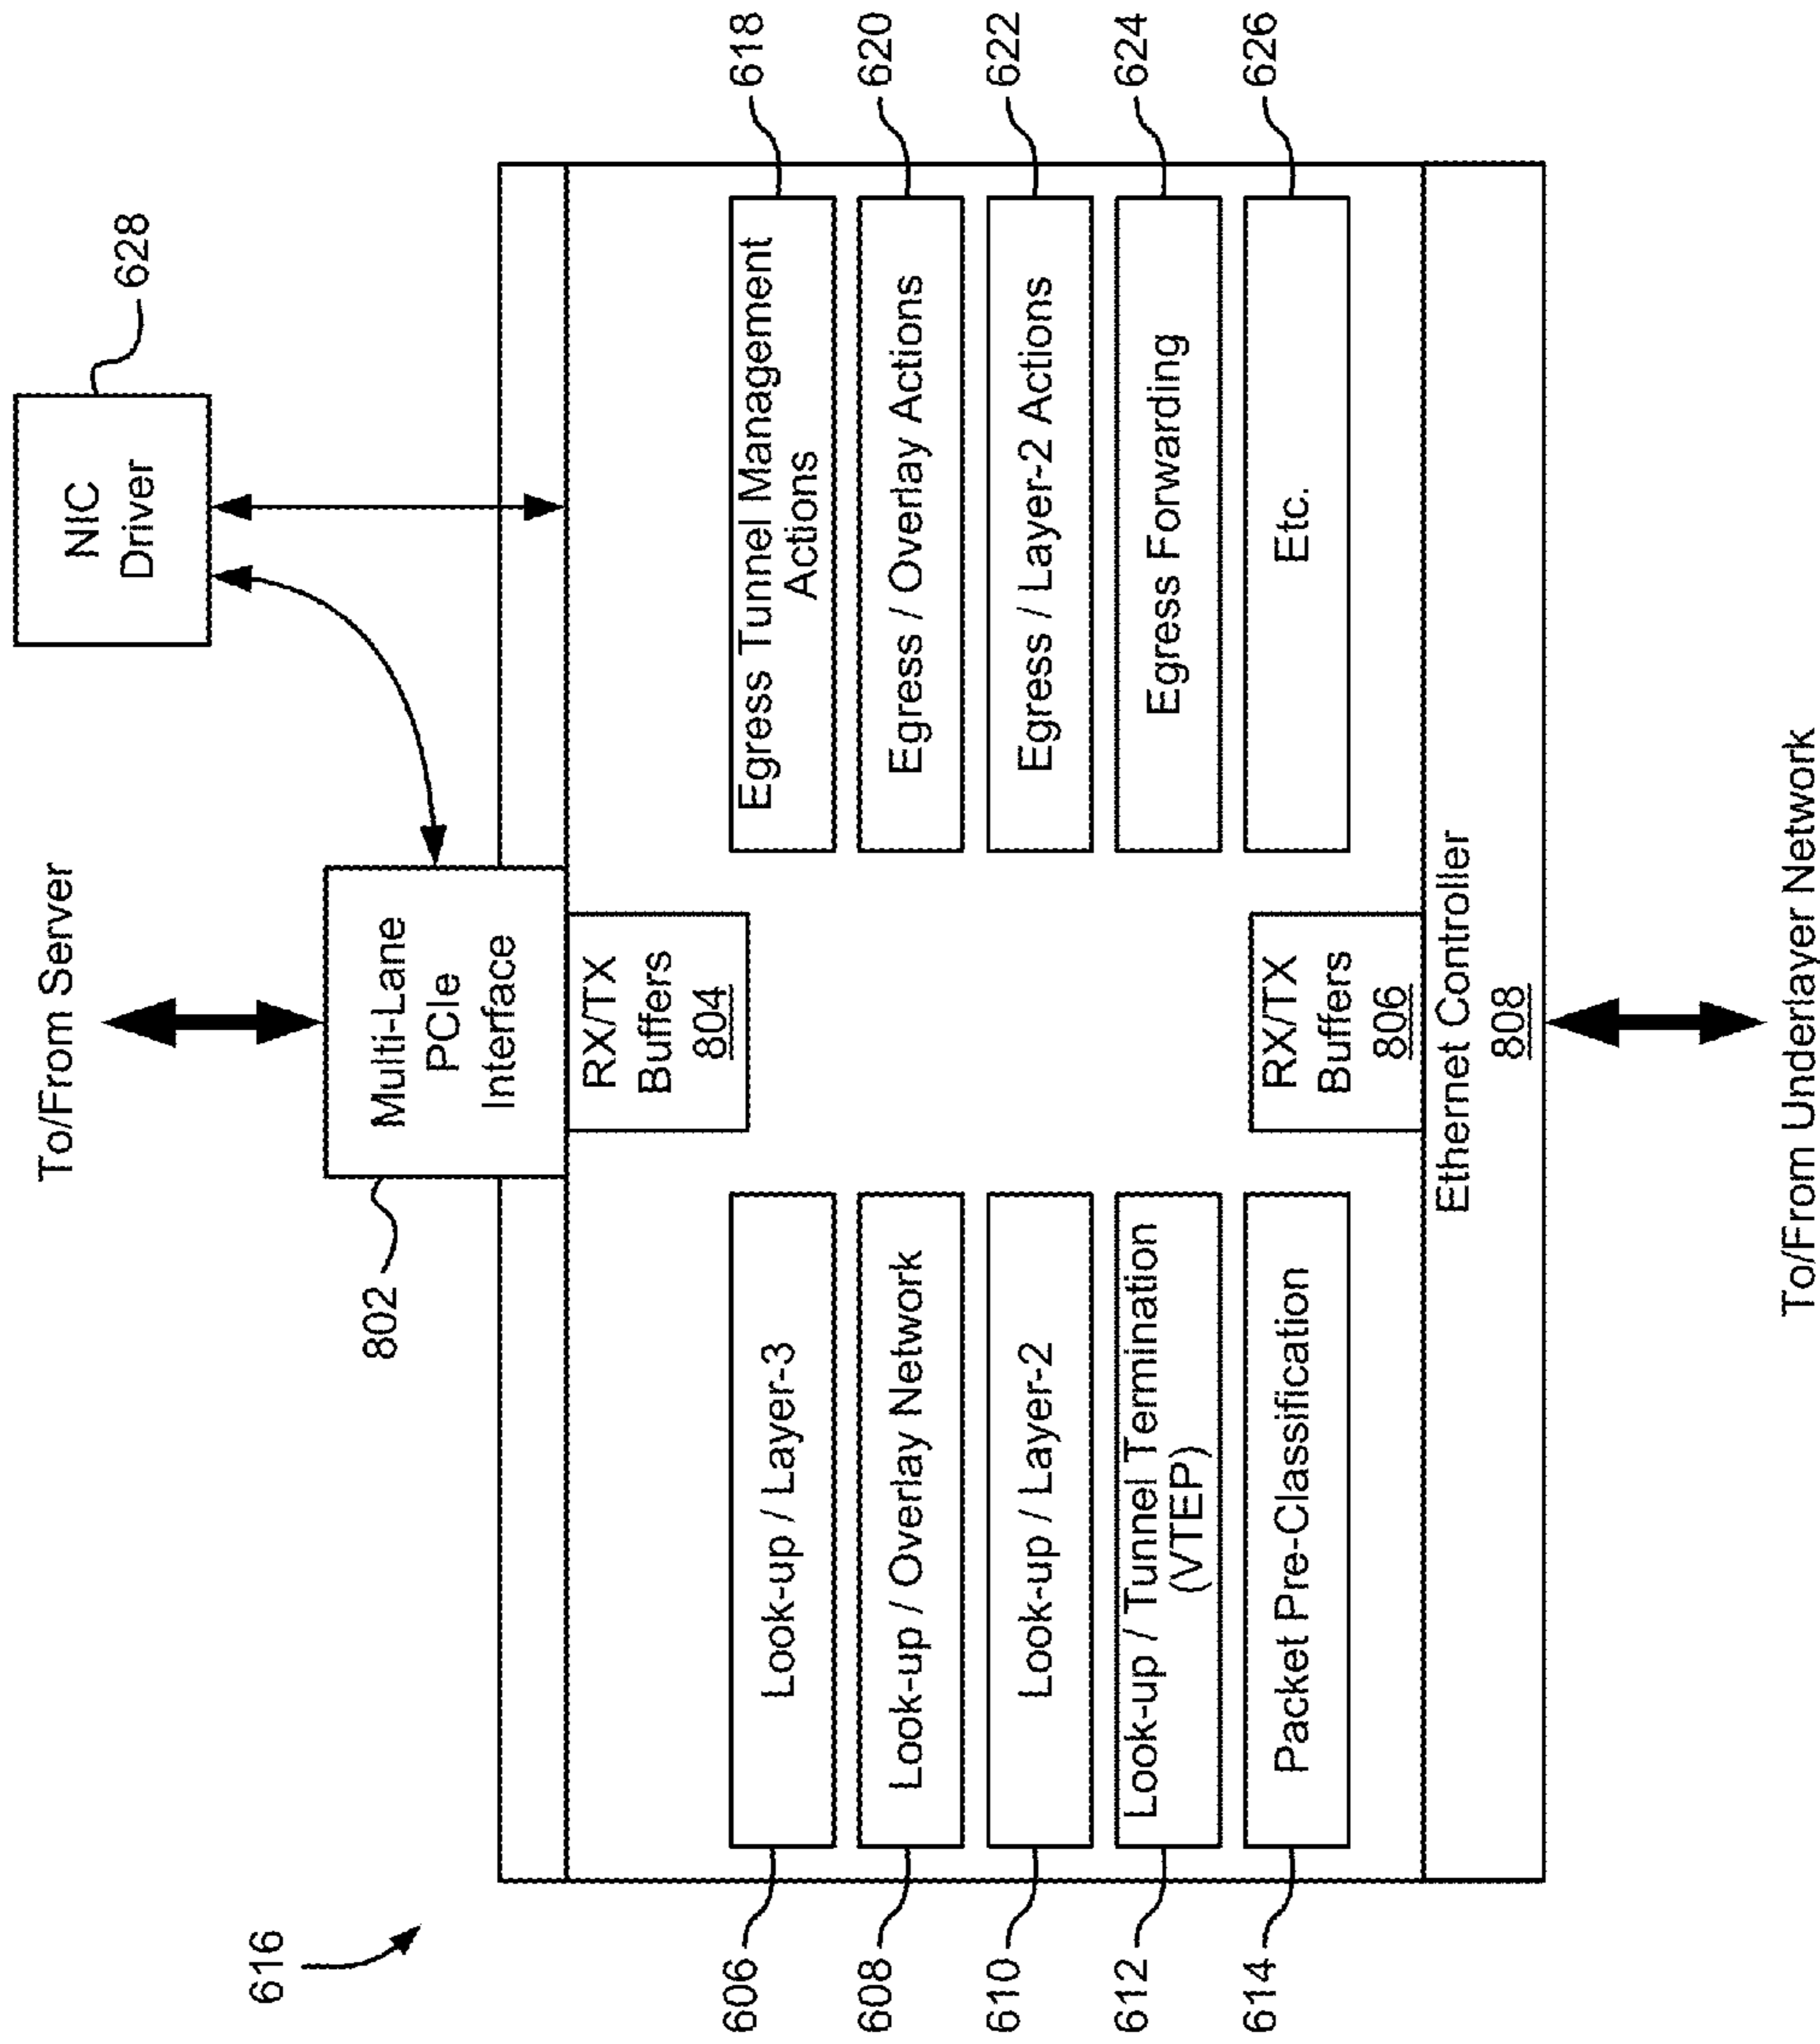 616
To/From Server
NIC
Driver
628
802
Multi-Lane
PCIe
Interface
RX/TX
Buffers
804
606
Look-up / Layer-3
608
Look-up / Overlay Network
610
Look-up / Layer-2
612
Look-up / Tunnel Termination
(VTEP)
614
Packet Pre-Classification
Egress Tunnel Management
Actions
618
Egress / Overlay Actions
620
Egress / Layer-2 Actions
622
Egress Forwarding
624
Etc.
626
RX/TX
Buffers
806
Ethernet Controller
808
To/From Underlayer Network